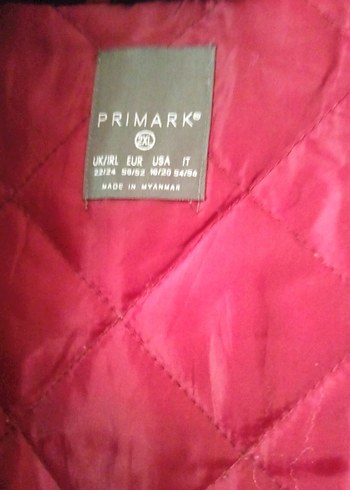 PRIMARK®
2XL
UK/IRL EUR USA IT
22/24 50/52 18/20 54/56
MADE IN MYANMAR